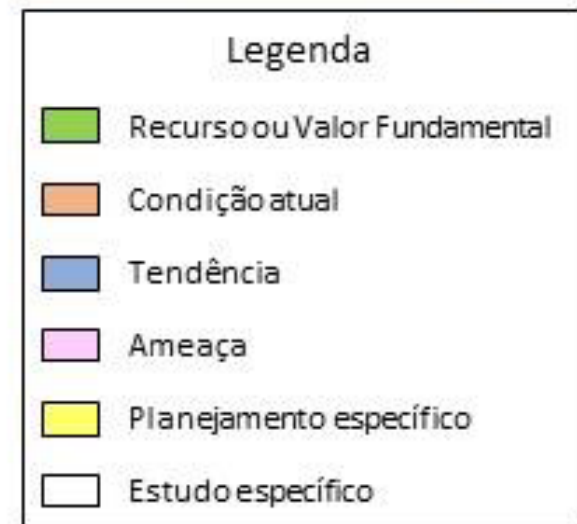 Legenda
Recurso ou Valor Fundamental
Condição atual
Tendência
Ameaça
Planejamento específico
Estudo específico